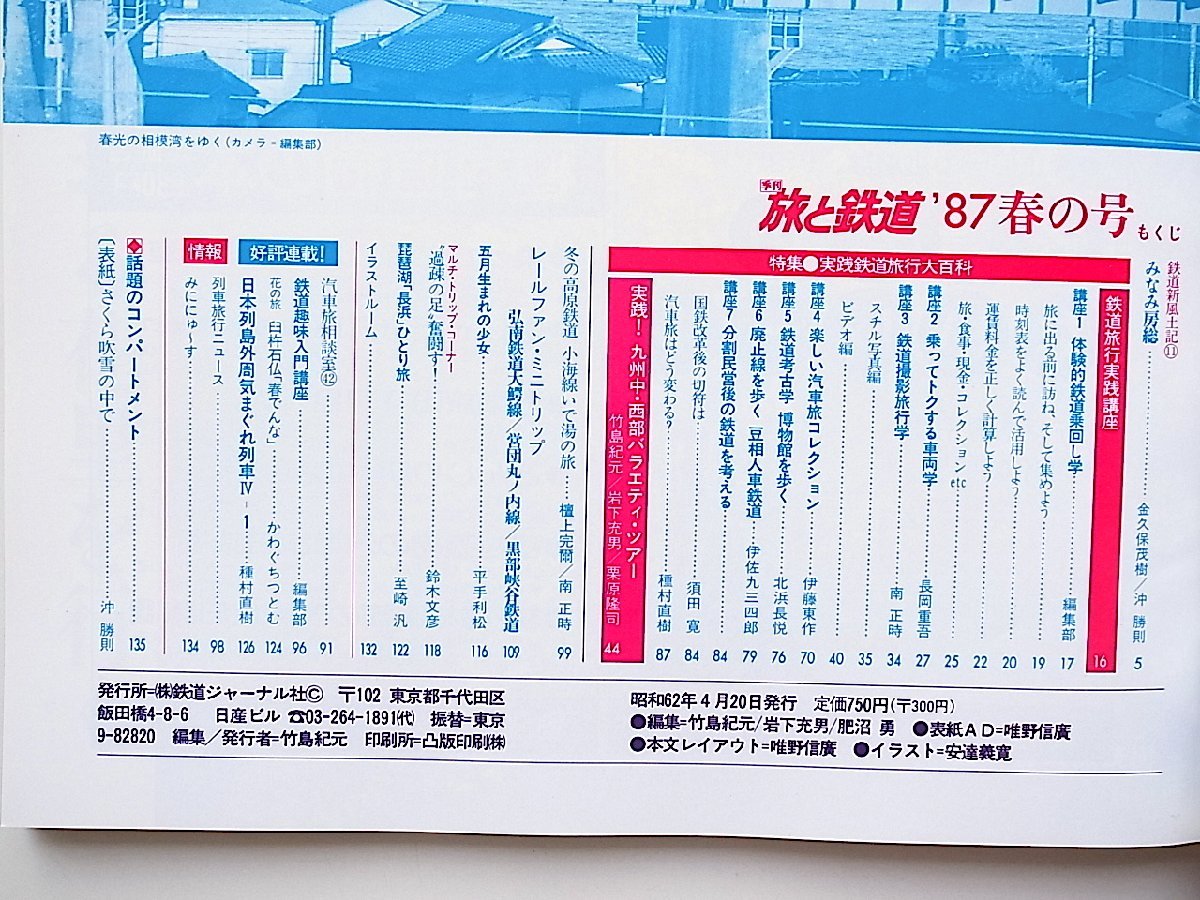 春光の相模湾をゆく(カメラ－編集部)
季刊 旅と鉄道 '87 春の号 もくじ
鉄道新風土記⑪
みなみ房総 金久保茂樹/沖 勝則 5
特集●実践鉄道旅行大百科
鉄道旅行実践講座 16
講座1 体験的鉄道乗回し学 編集部 17
旅に出る前に訪ね、そして集めよう 19
時刻表をよく読んで活用しよう 20
運賃料金を正しく計算しよう 22
旅・食事・現金・コレクション etc 25
講座2 乗ってトクする車両学 長岡重吾 27
講座3 鉄道撮影旅行学 南 正時 34
スチル写真編 35
ビデオ編 40
講座4 楽しい汽車旅コレクション 伊藤東作 70
講座5 鉄道考古学 博物館を歩く 北浜長悦 76
講座6 廃止線を歩く 豆相人車鉄道 伊佐九三四郎 79
講座7 分割民営後の鉄道を考える 84
国鉄改革後の切符は 須田 寛 84
汽車旅はどう変わる? 種村直樹 87
実践! 九州中・西部バラエティ・ツアー 竹島紀元/岩下充男/栗原隆司 44
冬の高原鉄道 小海線いで湯の旅 檀上完爾/南 正時 99
レールファン・ミニトリップ
弘南鉄道大鰐線/営団丸ノ内線/黒部峡谷鉄道 109
五月生まれの少女 平手利松 116
マルチ・トリップ・コーナー
"過疎の足"奮闘す! 鈴木文彦 118
琵琶湖「長浜」ひとり旅 至崎 汎 122
イラストルーム 132
好評連載!
汽車旅相談室㊷ 91
鉄道趣味入門講座 編集部 96
花の旅 臼杵石仏「春でんな」 かわぐちつとむ 124
日本列島外周気まぐれ列車Ⅳ-1 種村直樹 126
情報
列車旅行ニュース 98
みににゅ〜す 134
◆話題のコンパートメント 135
〔表紙〕さくら吹雪の中で 沖 勝則
昭和62年4月20日発行 定価750円(〒300円)
●編集=竹島紀元/岩下充男/肥沼 勇 ●表紙AD=唯野信廣
●本文レイアウト=唯野信廣 ●イラスト=安達義寛
発行所=㈱鉄道ジャーナル社© 〒102 東京都千代田区
飯田橋4-8-6 日産ビル ☎03-264-1891㈹ 振替=東京
9-82820 編集/発行者=竹島紀元 印刷所=凸版印刷㈱